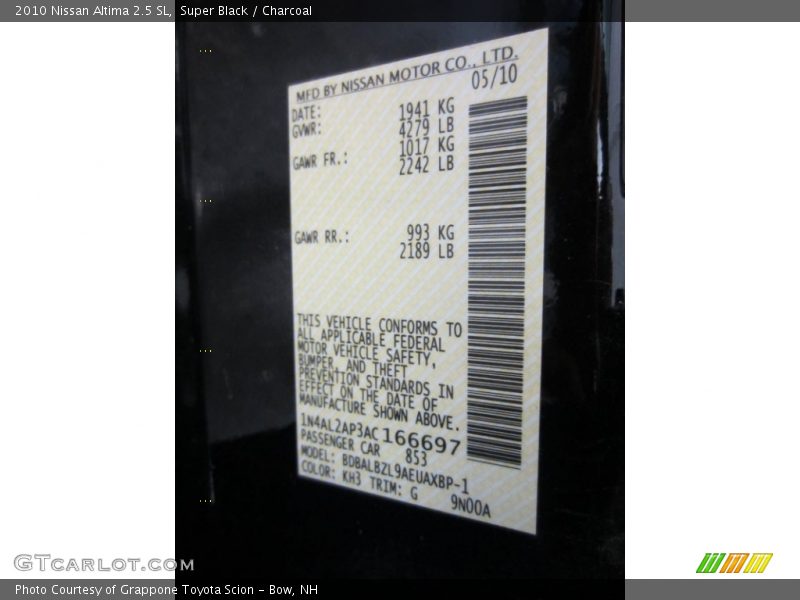 2010 Nissan Altima 2.5 SL, Super Black / Charcoal
MFD BY NISSAN MOTOR CO., LTD.
DATE: 05/10
GVWR: 1941 KG
4279 LB
GAWR FR.: 1017 KG
2242 LB
GAWR RR.: 993 KG
2189 LB
THIS VEHICLE CONFORMS TO
ALL APPLICABLE FEDERAL
MOTOR VEHICLE SAFETY,
BUMPER, AND THEFT
PREVENTION STANDARDS IN
EFFECT ON THE DATE OF
MANUFACTURE SHOWN ABOVE.
1N4AL2AP3AC166697
PASSENGER CAR 853
MODEL: BDBALBZL9AEUAXBP-1
COLOR: KH3 TRIM: G 9N00A
GTcarlot.com
Photo Courtesy of Grappone Toyota Scion - Bow, NH